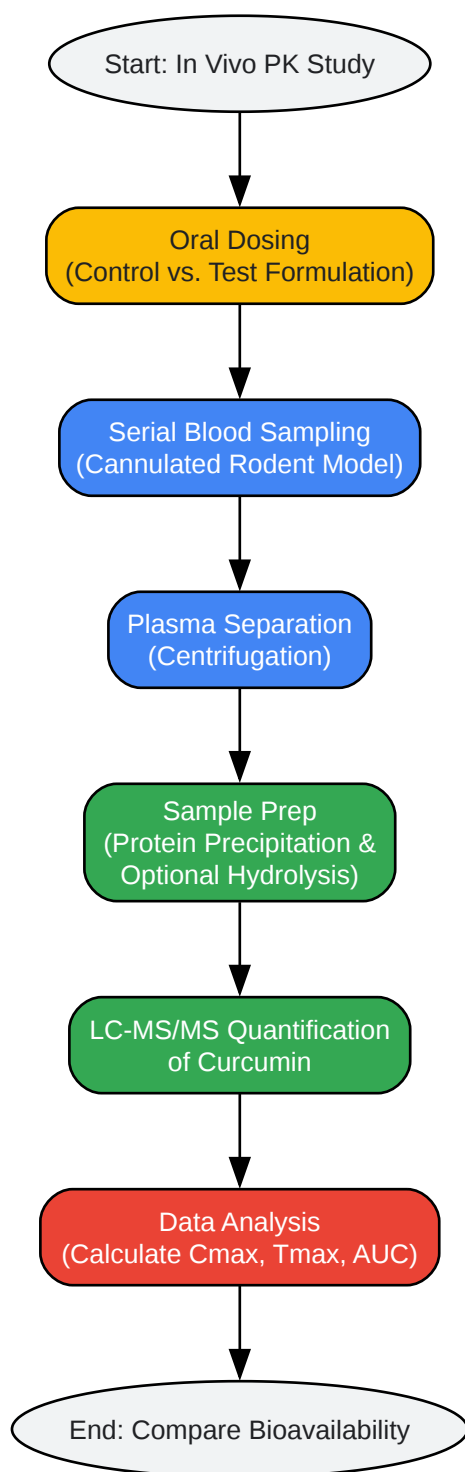 Start: In Vivo PK Study
Oral Dosing
(Control vs. Test Formulation)
Serial Blood Sampling
(Cannulated Rodent Model)
Plasma Separation
(Centrifugation)
Sample Prep
(Protein Precipitation &
Optional Hydrolysis)
LC-MS/MS Quantification
of Curcumin
Data Analysis
(Calculate Cmax, Tmax, AUC)
End: Compare Bioavailability